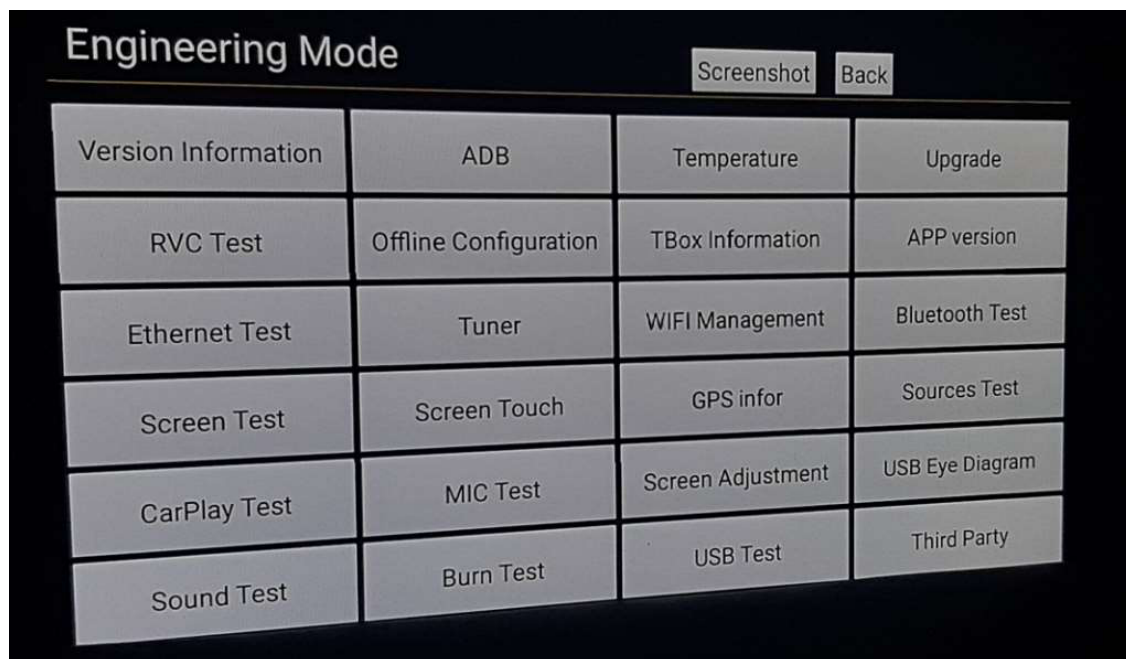 Engineering Mode
Screenshot Back
Version Information ADB Temperature Upgrade
RVC Test Offline Configuration TBox Information APP version
Ethernet Test Tuner WIFI Management Bluetooth Test
Screen Test Screen Touch GPS infor Sources Test
CarPlay Test MIC Test Screen Adjustment USB Eye Diagram
Sound Test Burn Test USB Test Third Party